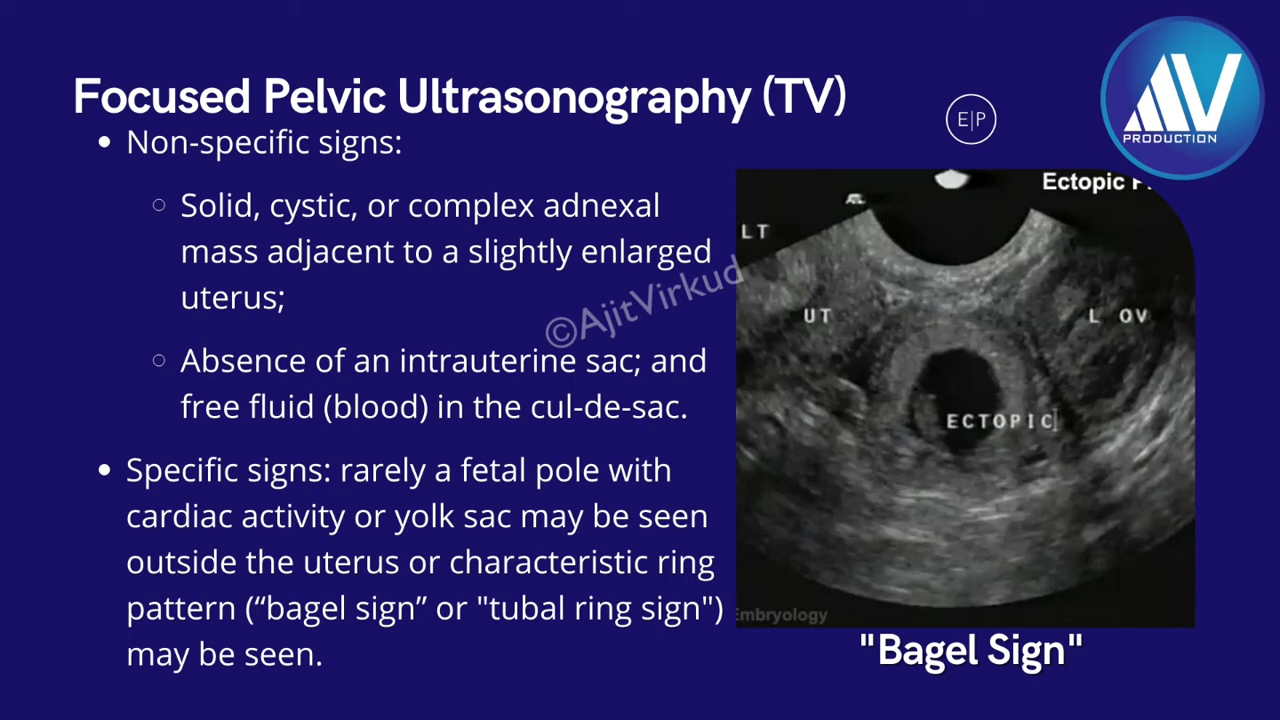 AV
PRODUCTION
Focused Pelvic Ultrasonography (TV)
E|P
• Non-specific signs:
○ Solid, cystic, or complex adnexal
mass adjacent to a slightly enlarged
uterus;
○ Absence of an intrauterine sac; and
free fluid (blood) in the cul-de-sac.
• Specific signs: rarely a fetal pole with
cardiac activity or yolk sac may be seen
outside the uterus or characteristic ring
pattern (“bagel sign” or "tubal ring sign")
may be seen.
©AjitVirkud
Ectopic
LT
UT
L OV
ECTOPIC
Embryology
"Bagel Sign"